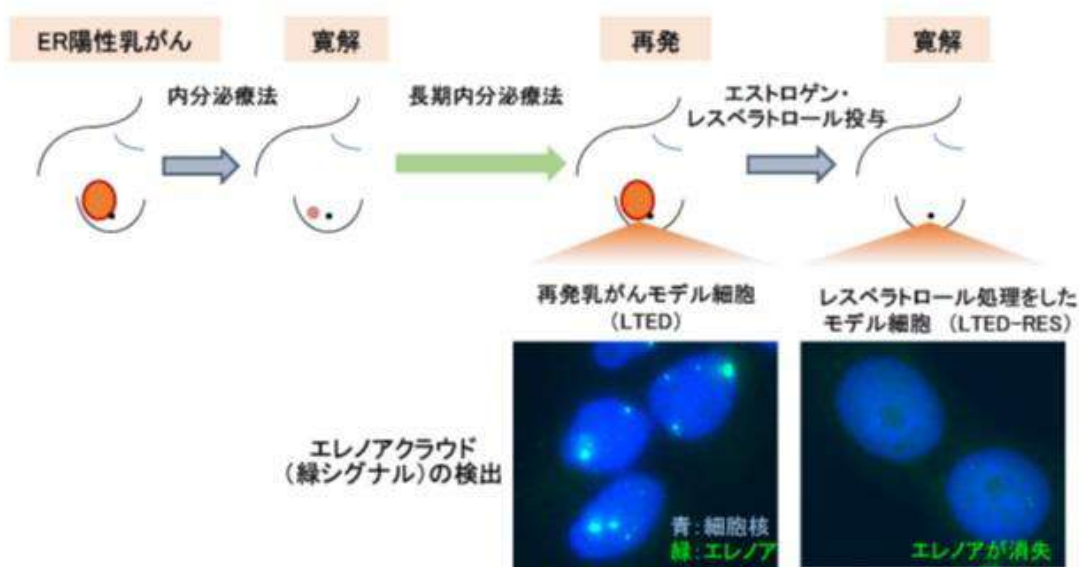 ER陽性乳がん
寛解
再発
寛解
内分泌療法
長期内分泌療法
エストロゲン・
レスベラトロール投与
再発乳がんモデル細胞
(LTED)
レスベラトロール処理をした
モデル細胞 (LTED-RES)
エレノアクラウド
(緑シグナル)の検出
青:細胞核
緑:エレノア
エレノアが消失